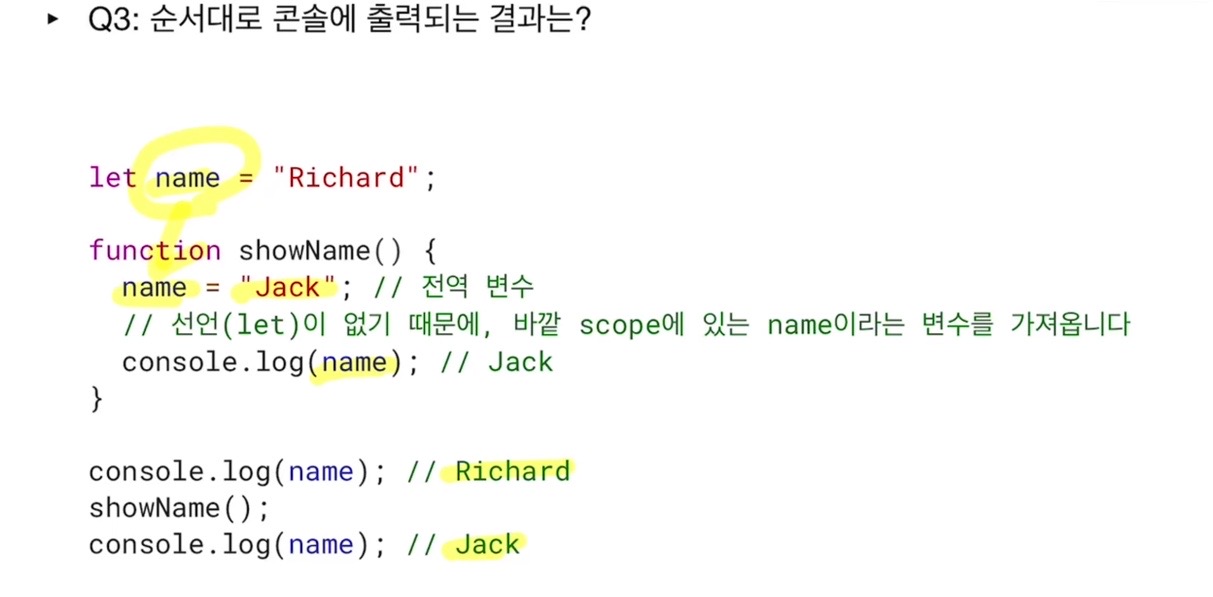 ▸ Q3: 순서대로 콘솔에 출력되는 결과는?
let name = "Richard";
function showName() {
  name = "Jack"; // 전역 변수
  // 선언(let)이 없기 때문에, 바깥 scope에 있는 name이라는 변수를 가져옵니다
  console.log(name); // Jack
}
console.log(name); // Richard
showName();
console.log(name); // Jack